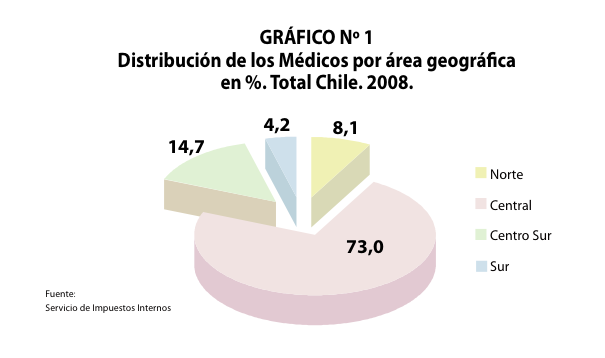 GRÁFICO Nº 1
Distribución de los Médicos por área geográfica
en %. Total Chile. 2008.
4,2
8,1
14,7
73,0
Norte
Central
Centro Sur
Sur
Fuente:
Servicio de Impuestos Internos